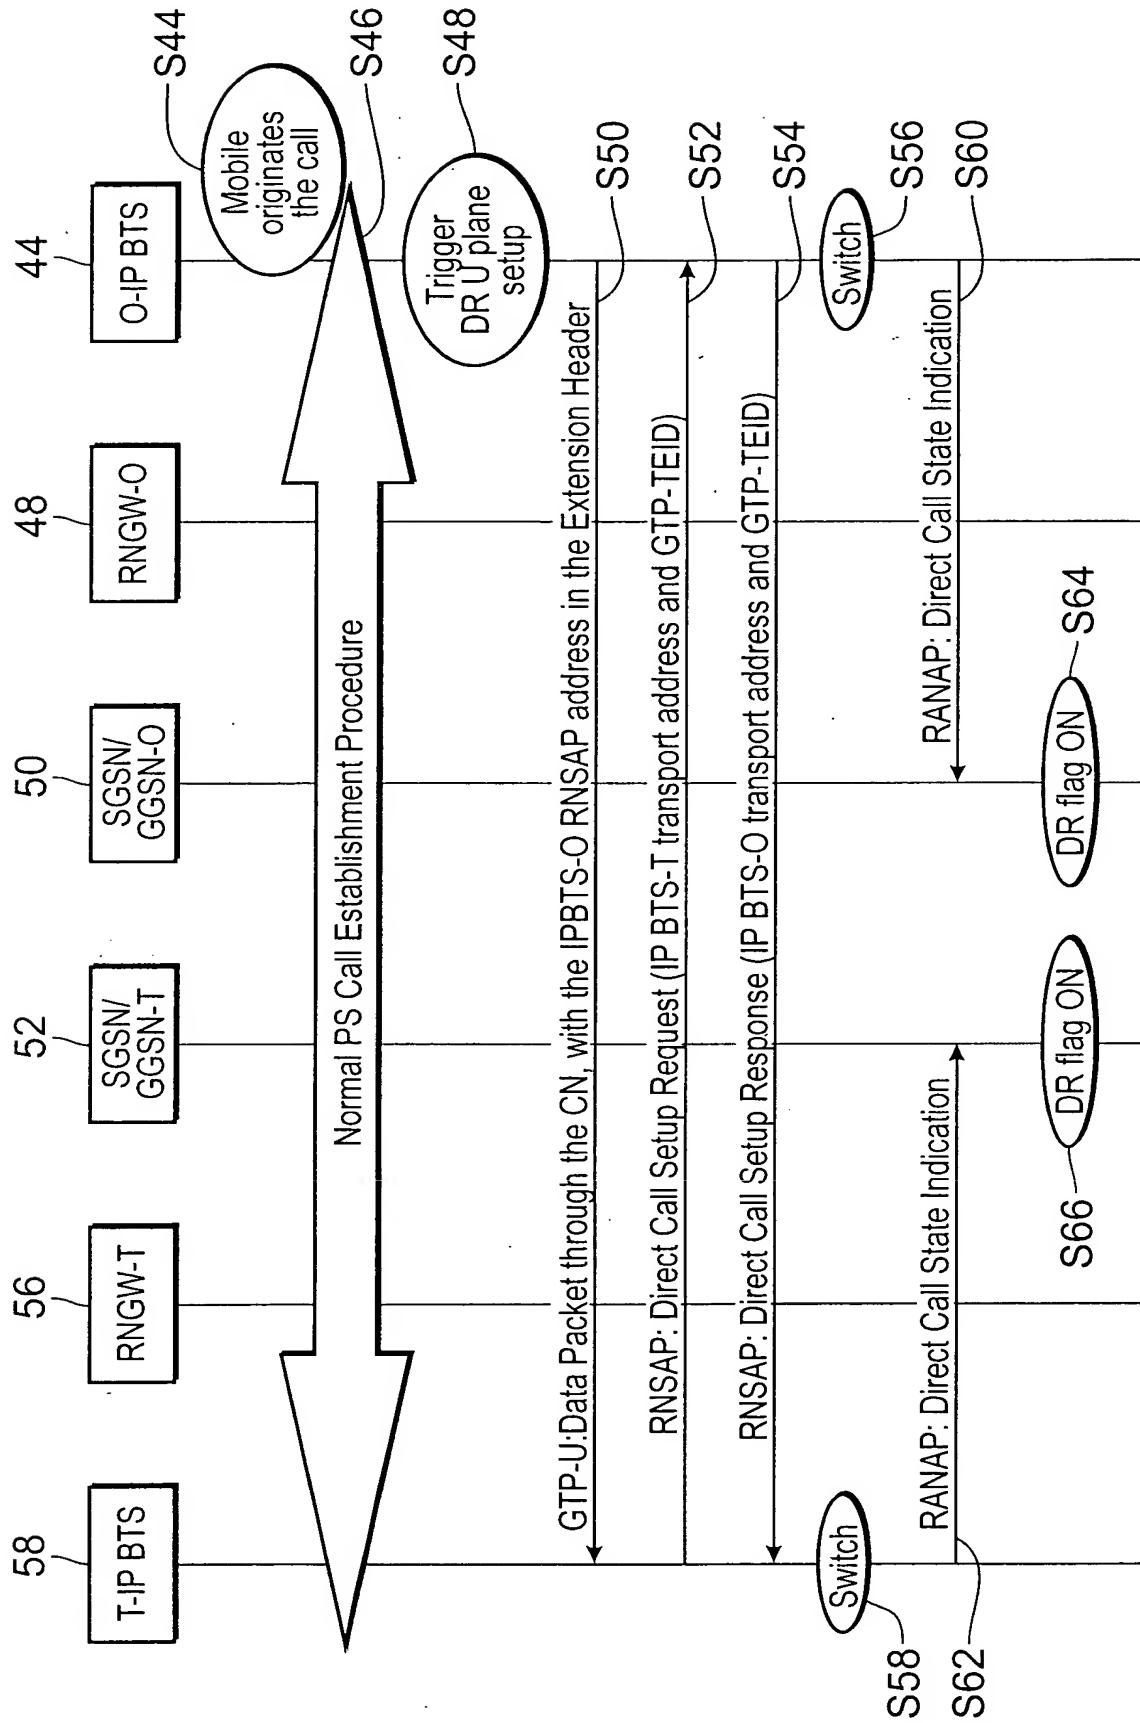 58
56
52
50
48
44
T-IP BTS
RNGW-T
SGSN/
GGSN-T
SGSN/
GGSN-O
RNGW-O
O-IP BTS
Mobile
originates
the call
S44
Normal PS Call Establishment Procedure
S46
Trigger
DR U plane
setup
S48
GTP-U:Data Packet through the CN, with the IPBTS-O RNSAP address in the Extension Header
S50
RNSAP: Direct Call Setup Request (IP BTS-T transport address and GTP-TEID)
S52
RNSAP: Direct Call Setup Response (IP BTS-O transport address and GTP-TEID)
S54
Switch
S58
Switch
S56
RANAP: Direct Call State Indication
S62
RANAP: Direct Call State Indication
S60
DR flag ON
S66
DR flag ON
S64